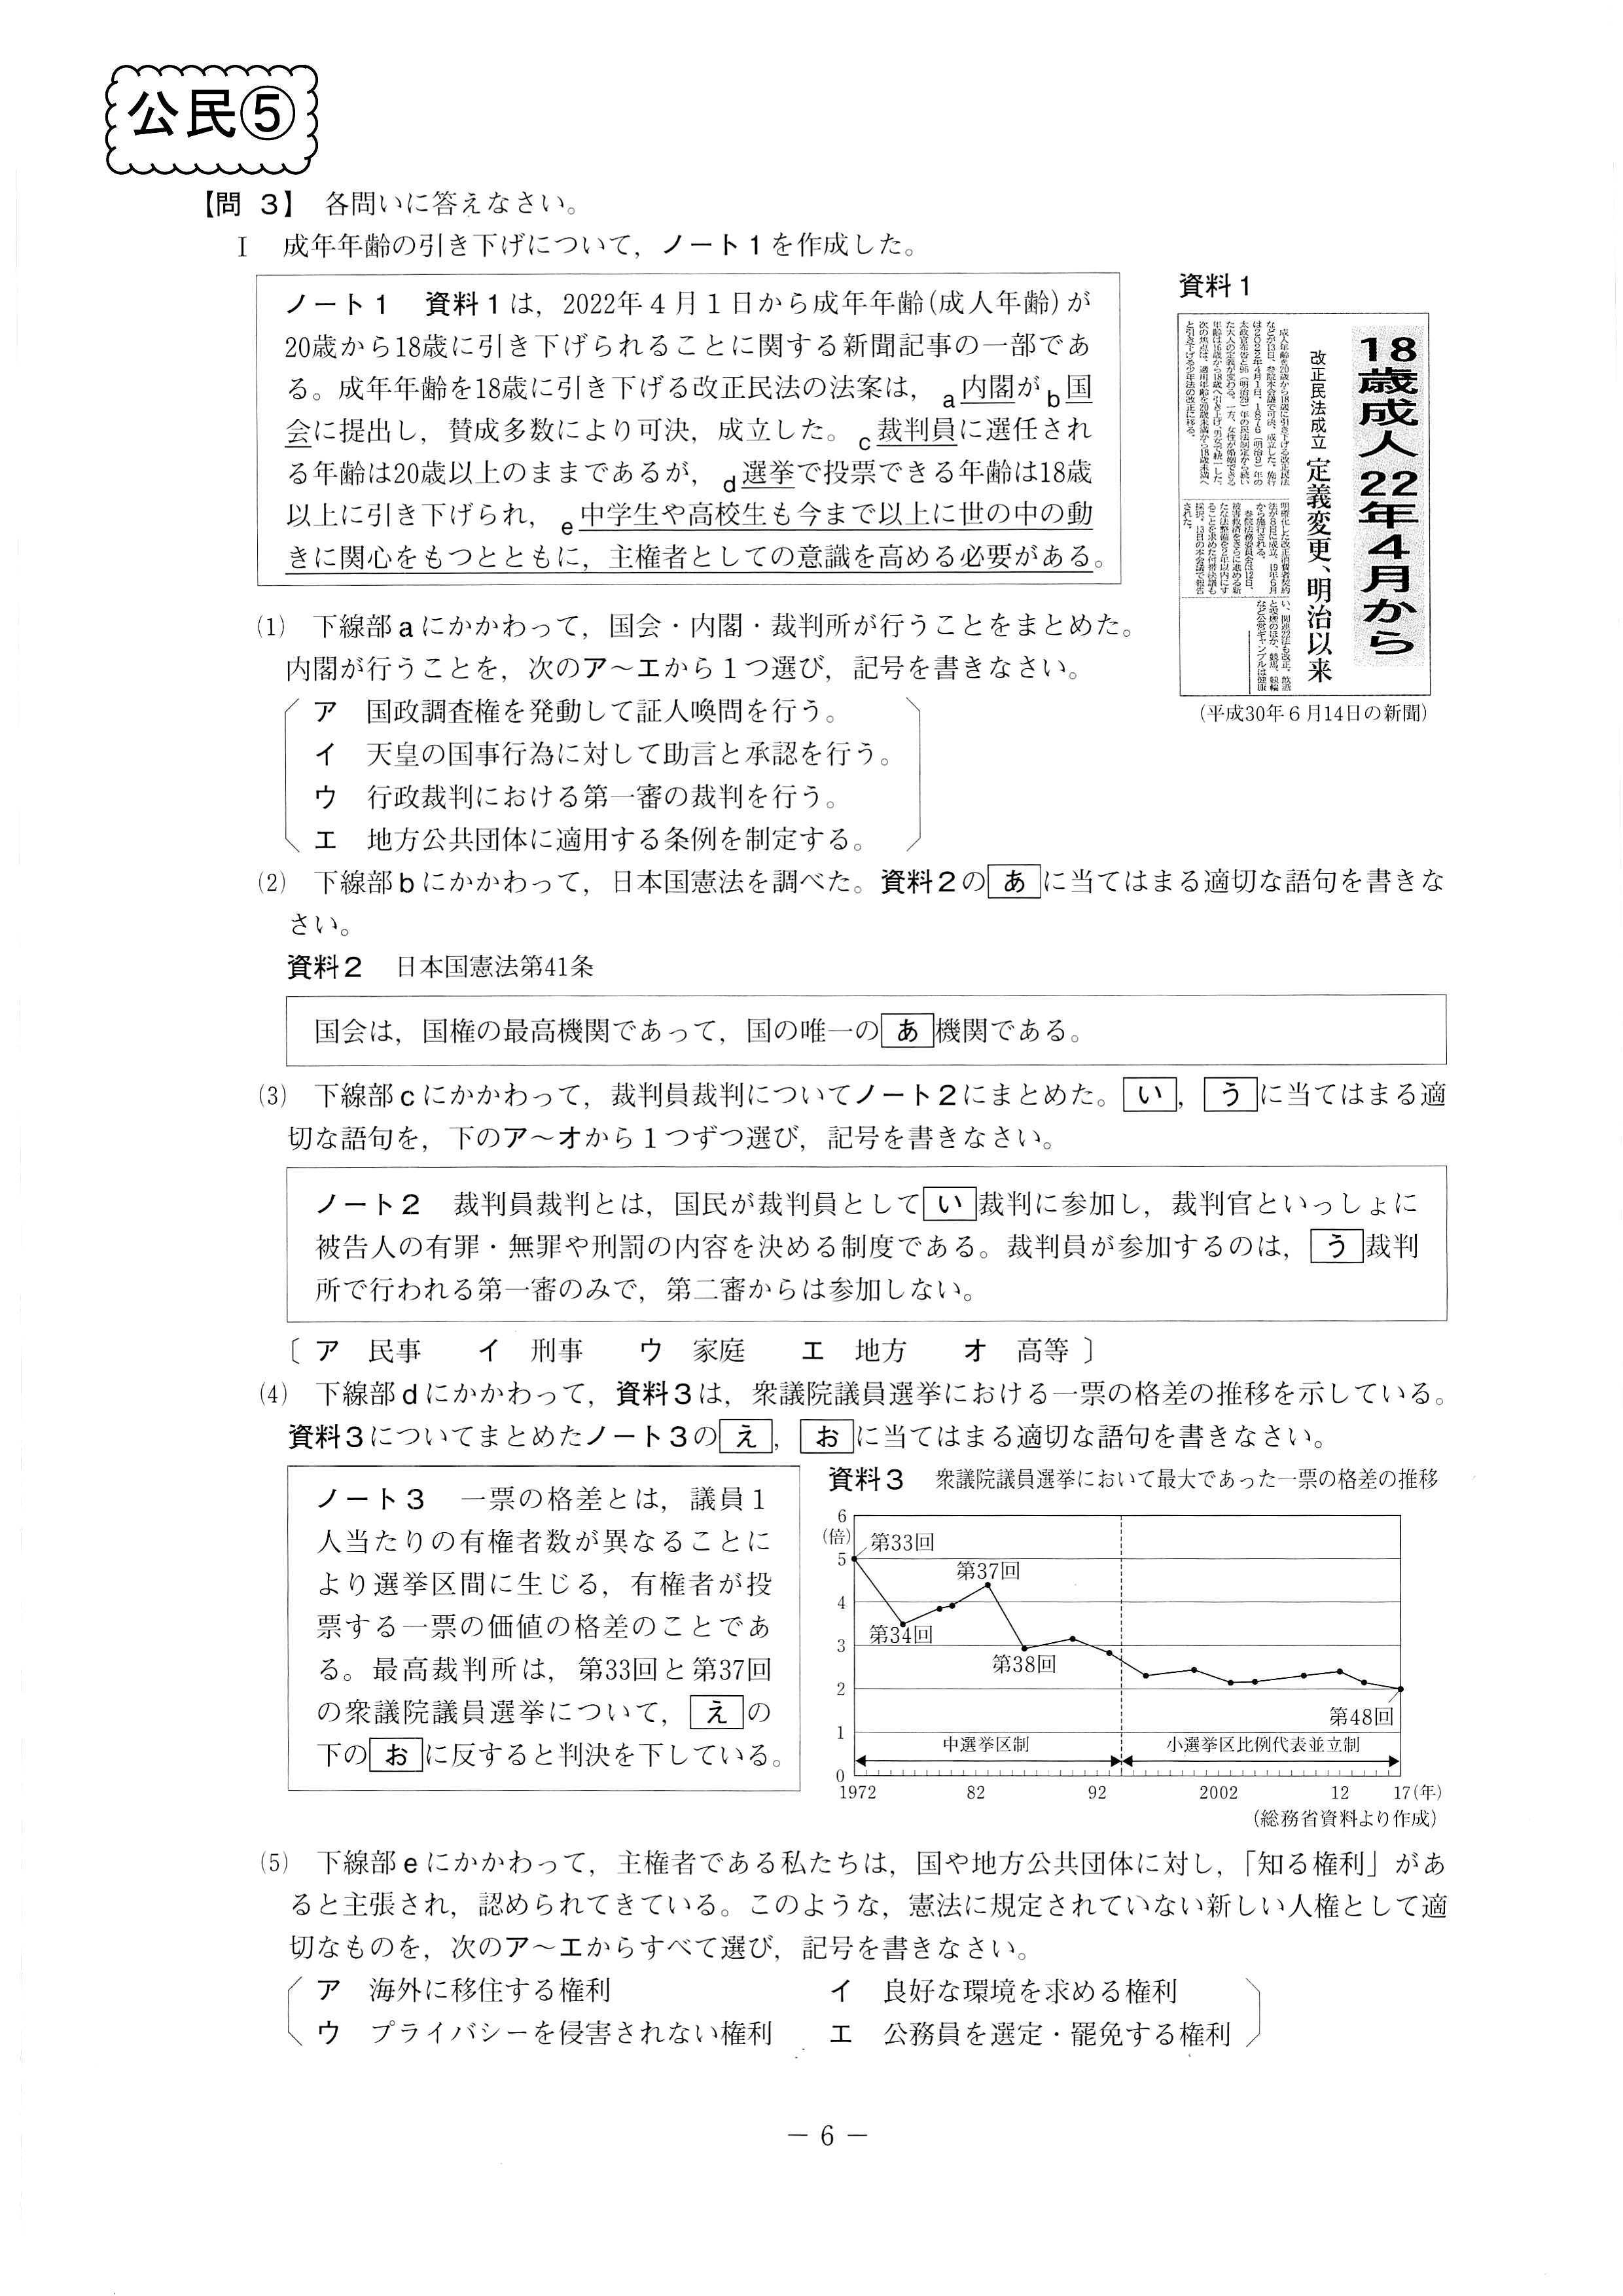 公民⑤
【問 3】 各問いに答えなさい。
Ⅰ 成年年齢の引き下げについて，ノート1を作成した。
ノート1 資料1は，2022年4月1日から成年年齢(成人年齢)が
20歳から18歳に引き下げられることに関する新聞記事の一部であ
る。成年年齢を18歳に引き下げる改正民法の法案は，a内閣がb国
会に提出し，賛成多数により可決，成立した。c裁判員に選任され
る年齢は20歳以上のままであるが，d選挙で投票できる年齢は18歳
以上に引き下げられ，e中学生や高校生も今まで以上に世の中の動
きに関心をもつとともに，主権者としての意識を高める必要がある。
資料1
18歳成人22年4月から
改正民法成立 定義変更、明治以来
(平成30年6月14日の新聞)
(1) 下線部aにかかわって，国会・内閣・裁判所が行うことをまとめた。
内閣が行うことを，次のア～エから1つ選び，記号を書きなさい。
ア 国政調査権を発動して証人喚問を行う。
イ 天皇の国事行為に対して助言と承認を行う。
ウ 行政裁判における第一審の裁判を行う。
エ 地方公共団体に適用する条例を制定する。
(2) 下線部bにかかわって，日本国憲法を調べた。資料2のあに当てはまる適切な語句を書きな
さい。
資料2 日本国憲法第41条
国会は，国権の最高機関であって，国の唯一のあ機関である。
(3) 下線部cにかかわって，裁判員裁判についてノート2にまとめた。い，うに当てはまる適
切な語句を，下のア～オから1つずつ選び，記号を書きなさい。
ノート2 裁判員裁判とは，国民が裁判員としてい裁判に参加し，裁判官といっしょに
被告人の有罪・無罪や刑罰の内容を決める制度である。裁判員が参加するのは，う裁判
所で行われる第一審のみで，第二審からは参加しない。
〔 ア 民事 イ 刑事 ウ 家庭 エ 地方 オ 高等 〕
(4) 下線部dにかかわって，資料3は，衆議院議員選挙における一票の格差の推移を示している。
資料3についてまとめたノート3のえ，おに当てはまる適切な語句を書きなさい。
ノート3 一票の格差とは，議員1
人当たりの有権者数が異なることに
より選挙区間に生じる，有権者が投
票する一票の価値の格差のことであ
る。最高裁判所は，第33回と第37回
の衆議院議員選挙について，えの
下のおに反すると判決を下している。
資料3 衆議院議員選挙において最大であった一票の格差の推移
6
(倍)
5
4
3
2
1
0
第33回
第37回
第34回
第38回
第48回
中選挙区制
小選挙区比例代表並立制
1972 82 92 2002 12 17(年)
(総務省資料より作成)
(5) 下線部eにかかわって，主権者である私たちは，国や地方公共団体に対し，「知る権利」があ
ると主張され，認められてきている。このような，憲法に規定されていない新しい人権として適
切なものを，次のア～エからすべて選び，記号を書きなさい。
ア 海外に移住する権利 イ 良好な環境を求める権利
ウ プライバシーを侵害されない権利 エ 公務員を選定・罷免する権利
— 6 —